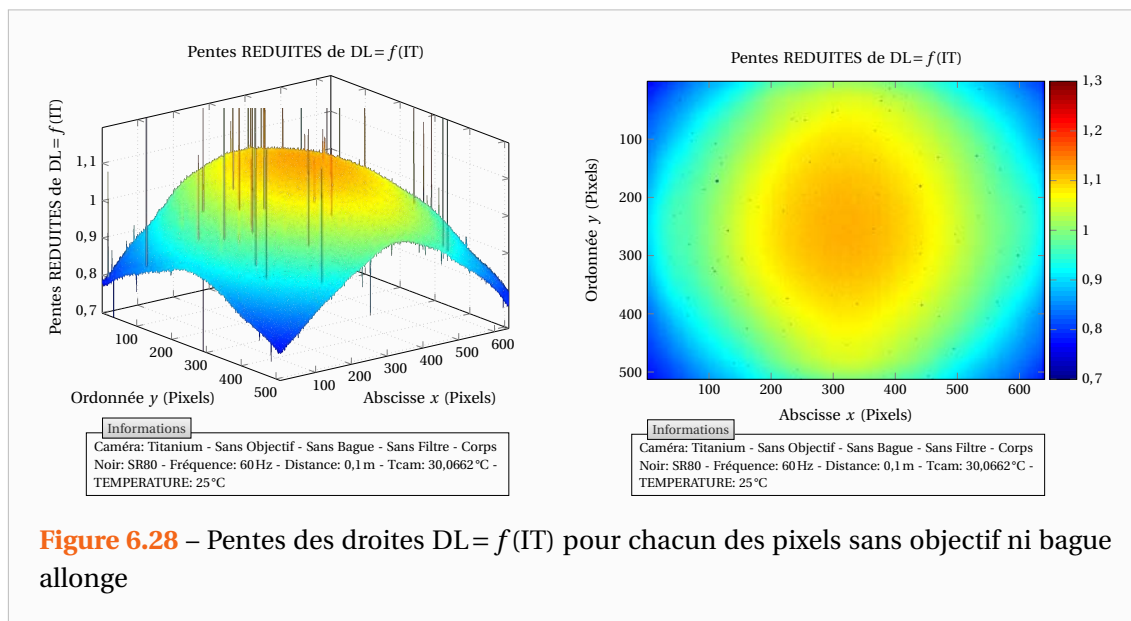 Pentes REDUITES de DL = f(IT)
Pentes REDUITES de DL = f(IT)
1,1
1
0,9
0,8
0,7
100
200
300
400
500
100
200
300
400
500
600
Ordonnée y (Pixels)
Abscisse x (Pixels)
Informations
Caméra: Titanium - Sans Objectif - Sans Bague - Sans Filtre - Corps
Noir: SR80 - Fréquence: 60 Hz - Distance: 0,1 m - Tcam: 30,0662 °C -
TEMPERATURE: 25 °C
Pentes REDUITES de DL = f(IT)
Ordonnée y (Pixels)
100
200
300
400
500
100
200
300
400
500
600
Abscisse x (Pixels)
1,3
1,2
1,1
1
0,9
0,8
0,7
Informations
Caméra: Titanium - Sans Objectif - Sans Bague - Sans Filtre - Corps
Noir: SR80 - Fréquence: 60 Hz - Distance: 0,1 m - Tcam: 30,0662 °C -
TEMPERATURE: 25 °C
Figure 6.28 – Pentes des droites DL = f(IT) pour chacun des pixels sans objectif ni bague
allonge